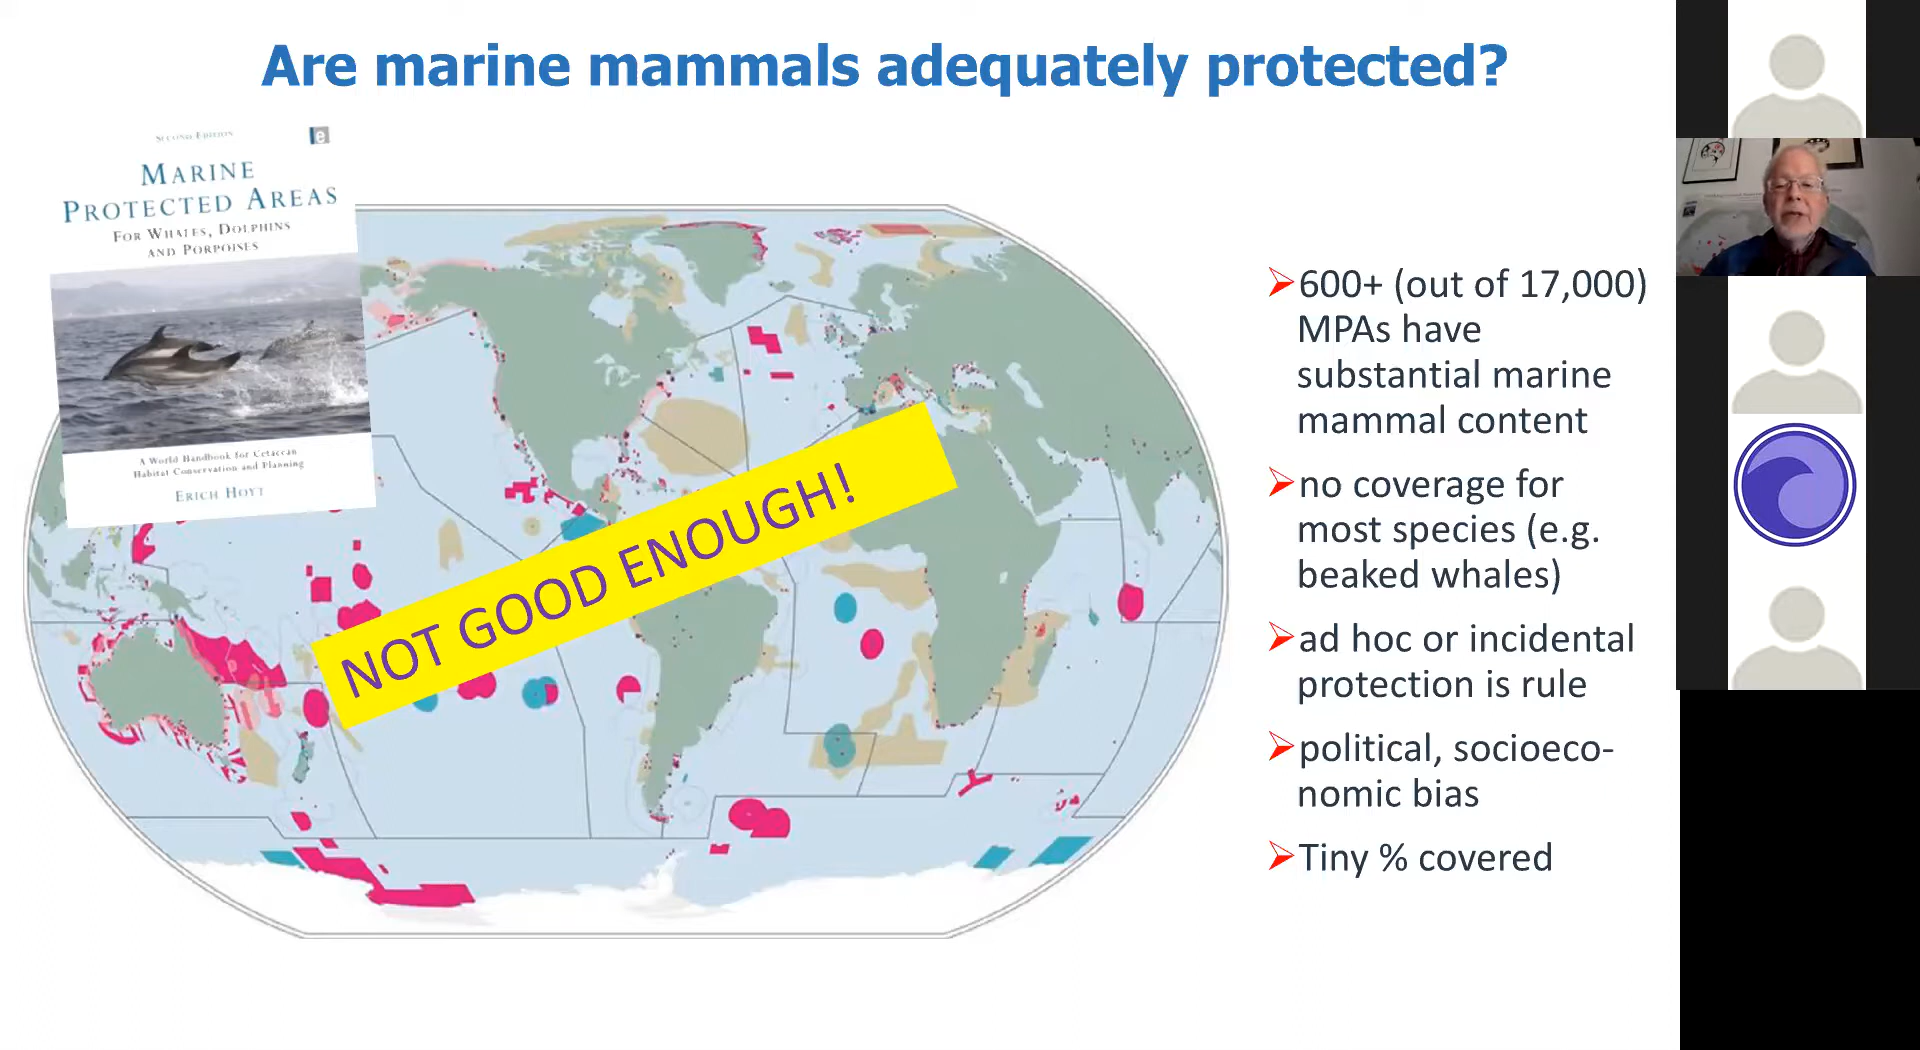 Are marine mammals adequately protected?
SECOND EDITION
e
MARINE
PROTECTED AREAS
FOR WHALES, DOLPHINS
AND PORPOISES
A World Handbook for Cetacean
Habitat Conservation and Planning
ERICH HOYT
NOT GOOD ENOUGH!
600+ (out of 17,000)
MPAs have
substantial marine
mammal content
no coverage for
most species (e.g.
beaked whales)
ad hoc or incidental
protection is rule
political, socioeco-
nomic bias
Tiny % covered